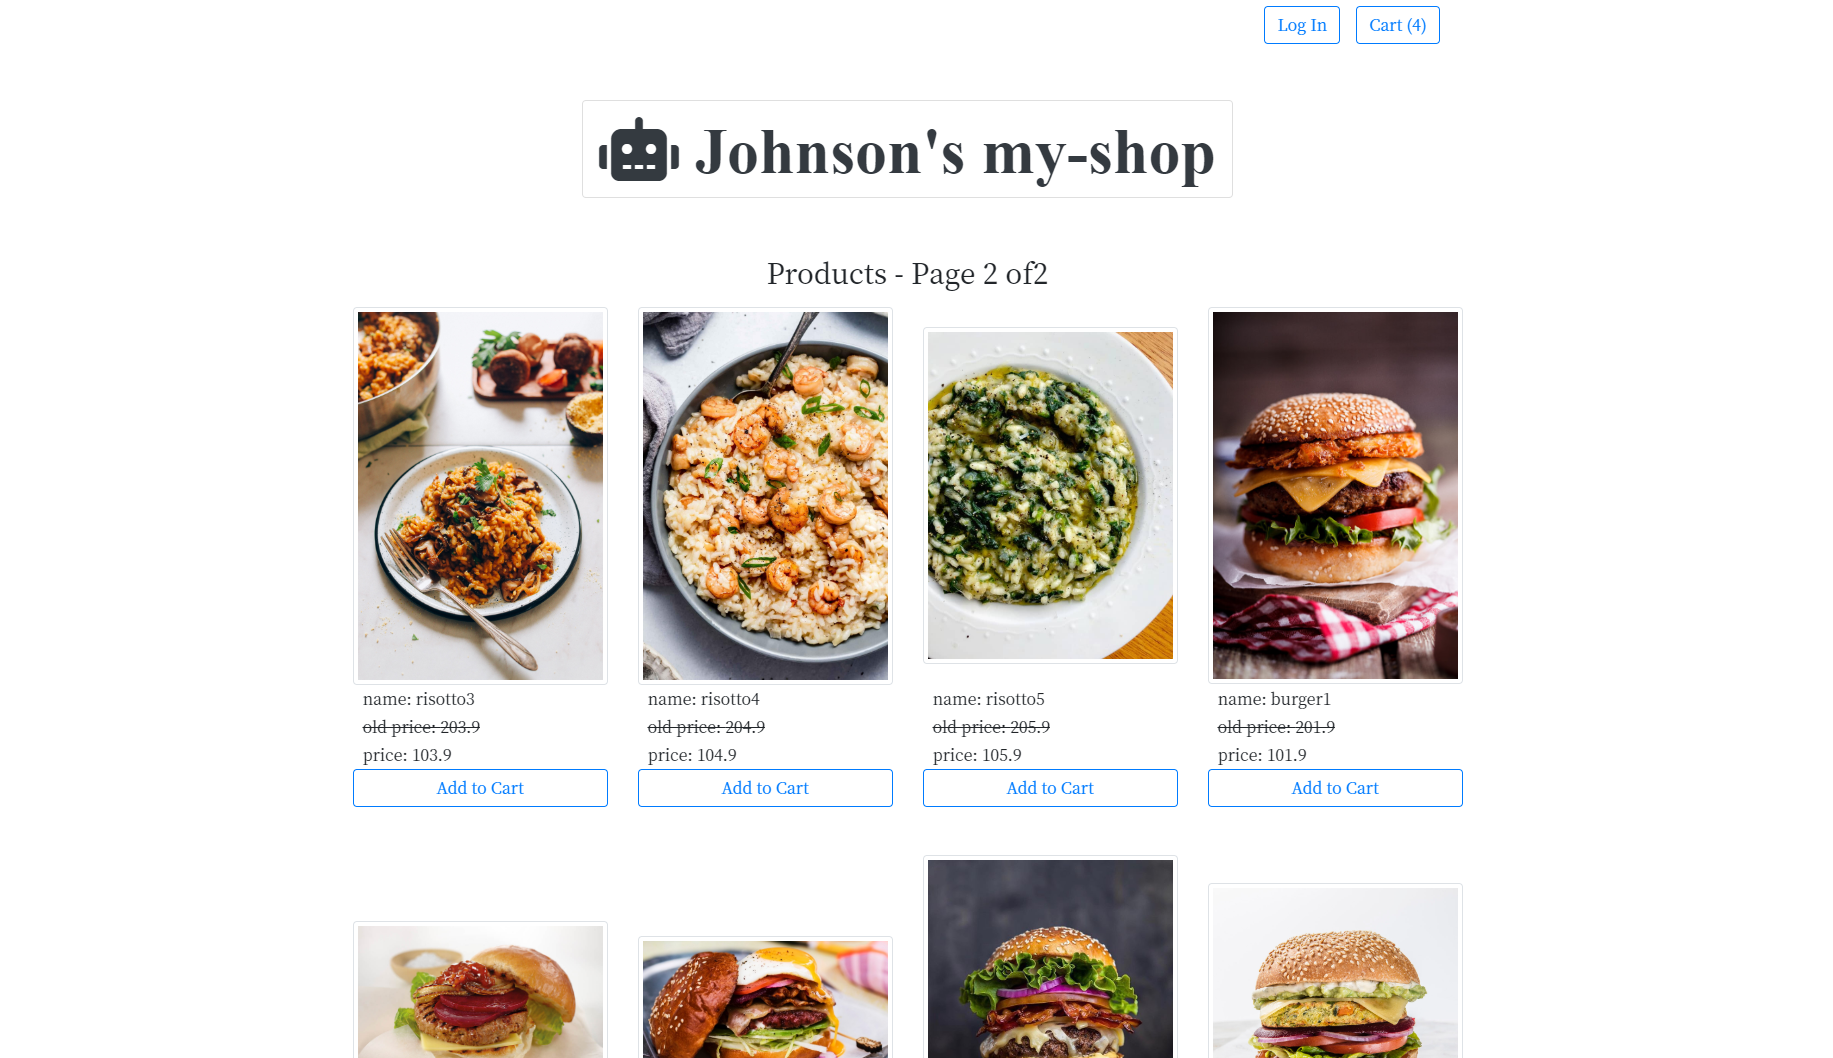 Log In
Cart (4)
Johnson's my-shop
Products - Page 2 of2
name: risotto3
old price: 203.9
price: 103.9
Add to Cart
name: risotto4
old price: 204.9
price: 104.9
Add to Cart
name: risotto5
old price: 205.9
price: 105.9
Add to Cart
name: burger1
old price: 201.9
price: 101.9
Add to Cart